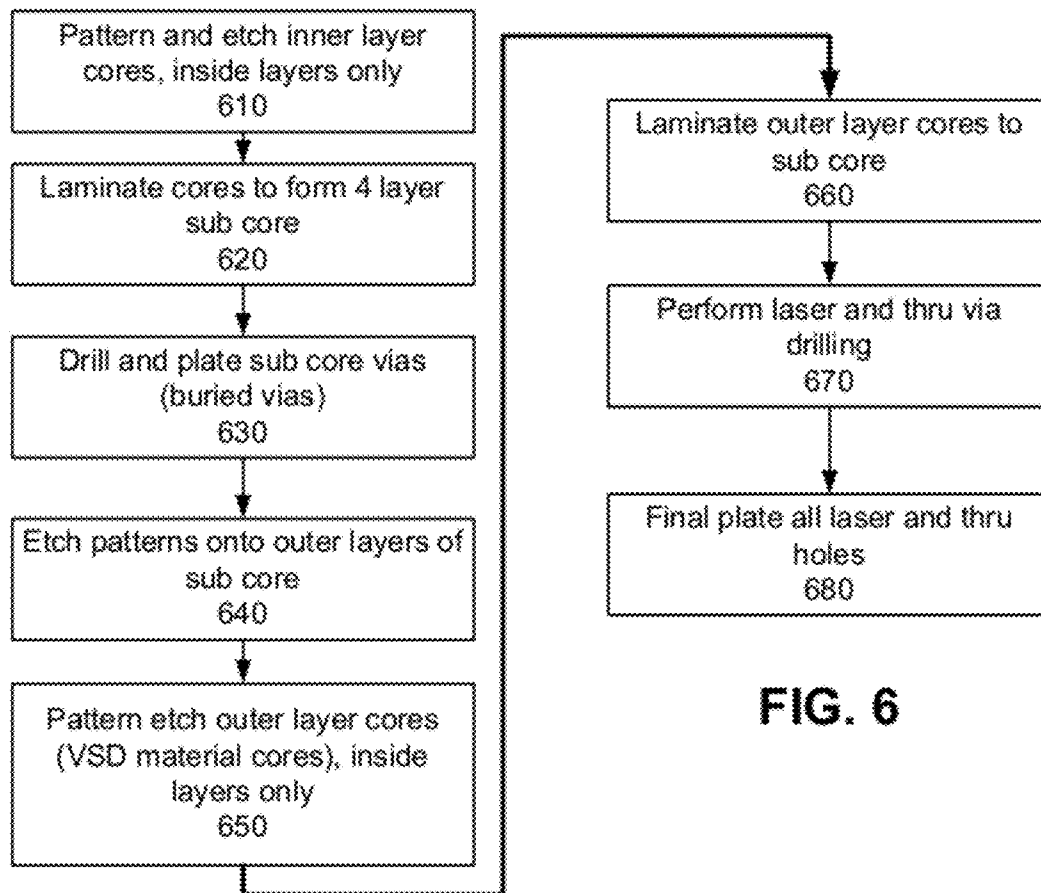 Pattern and etch inner layer
cores, inside layers only
610
Laminate cores to form 4 layer
sub core
620
Drill and plate sub core vias
(buried vias)
630
Etch patterns onto outer layers of
sub core
640
Pattern etch outer layer cores
(VSD material cores), inside
layers only
650
Laminate outer layer cores to
sub core
660
Perform laser and thru via
drilling
670
Final plate all laser and thru
holes
680
FIG. 6